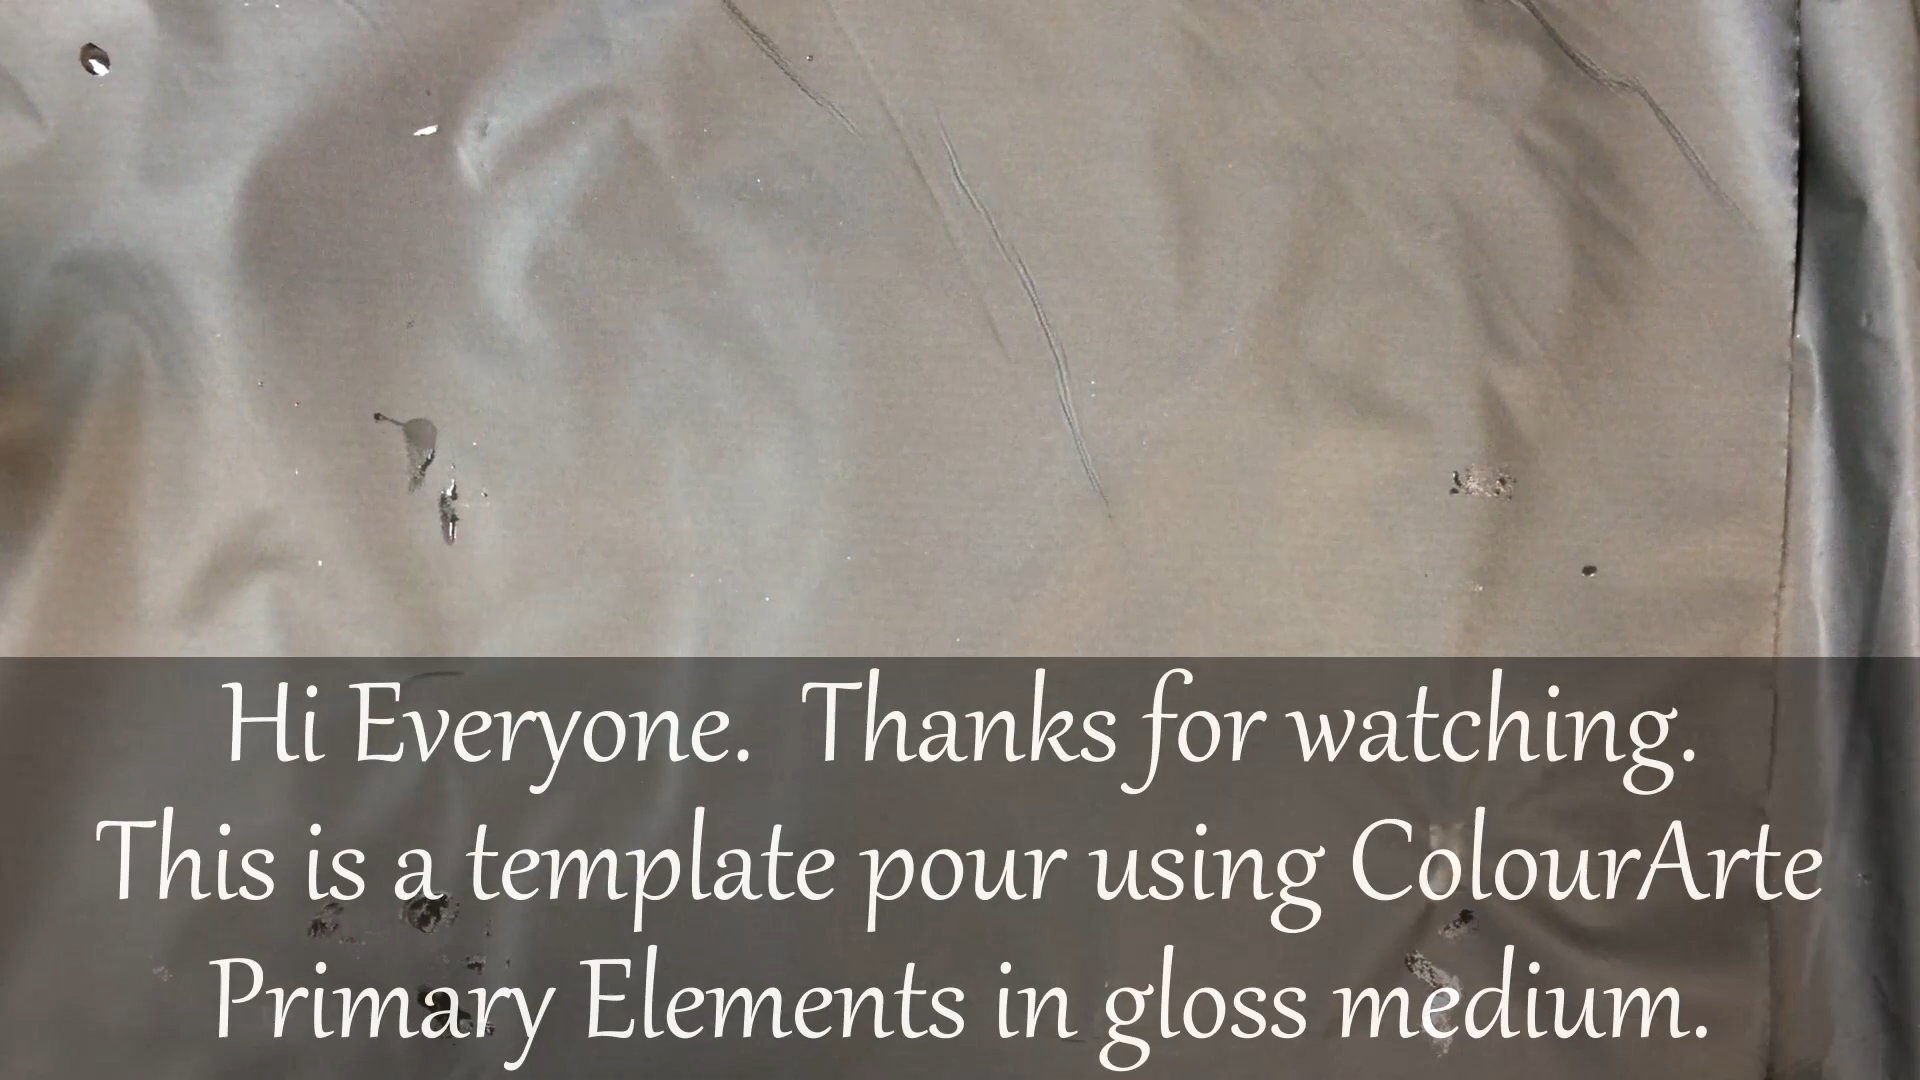 Hi Everyone.  Thanks for watching.
This is a template pour using ColourArte
Primary Elements in gloss medium.